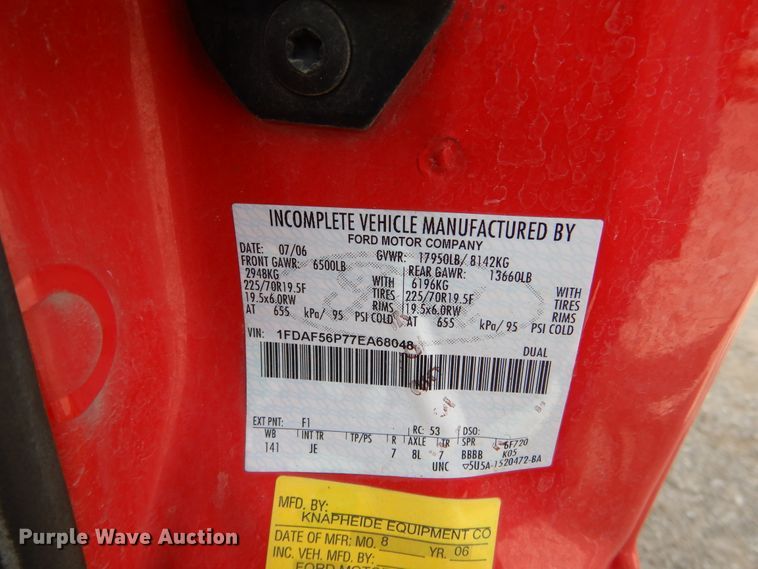 INCOMPLETE VEHICLE MANUFACTURED BY
FORD MOTOR COMPANY
DATE: 07/06 GVWR: 17950LB/ 8142KG
FRONT GAWR: 6500LB REAR GAWR: 13660LB
2948KG WITH 6196KG WITH
225/70R19.5F TIRES 225/70R19.5F TIRES
19.5x6.0RW RIMS 19.5x6.0RW RIMS
AT 655 kPa/ 95 PSI COLD AT 655 kPa/ 95 PSI COLD
VIN: 1FDAF56P77EA68048 DUAL
EXT PNT: F1 RC: 53 DSO:
WB INT TR TP/PS R AXLE TR SPR 6F720
141 JE 7 8L 7 BBBB K05
UNC 5U5A-1520472-BA
MFD. BY:
KNAPHEIDE EQUIPMENT CO
DATE OF MFR: MO. 8 YR. 06
INC. VEH. MFD. BY:
FORD MOTOR
Purple Wave Auction